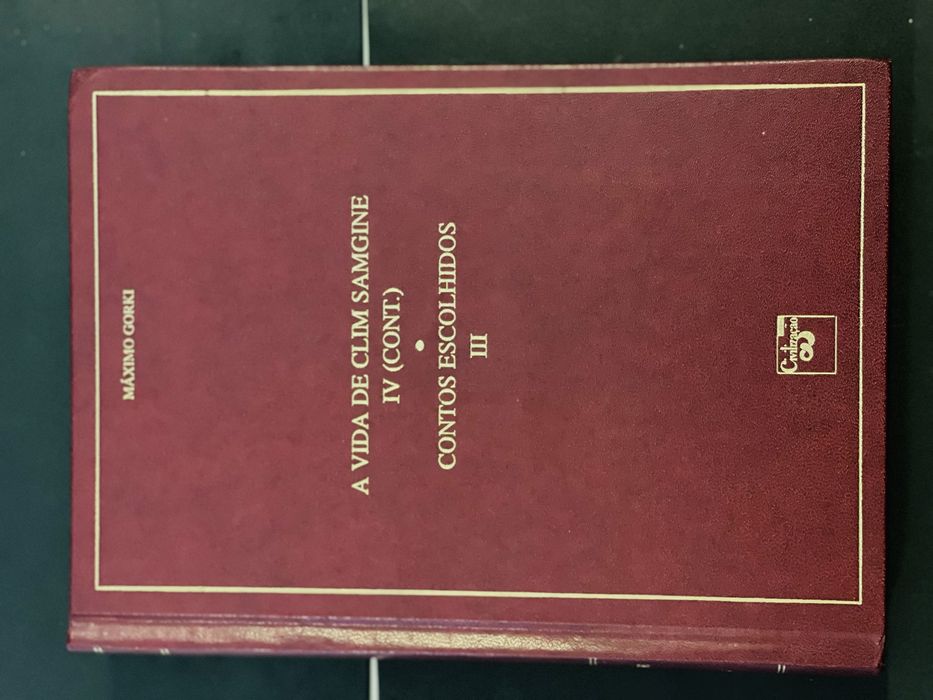 MÁXIMO GORKI
A VIDA DE CLIM SAMGINE
IV (CONT.)
•
CONTOS ESCOLHIDOS
III
Civilização